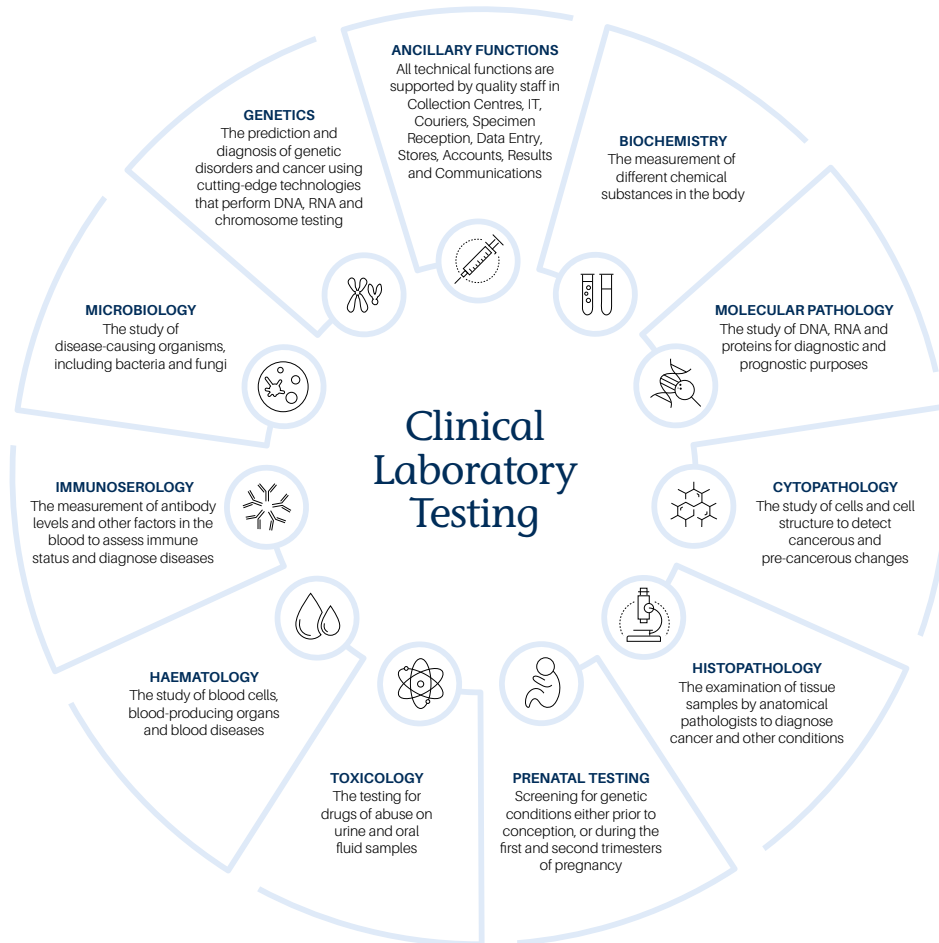 ANCILLARY FUNCTIONS
All technical functions are
supported by quality staff in
Collection Centres, IT,
Couriers, Specimen
Reception, Data Entry,
Stores, Accounts, Results
and Communications
BIOCHEMISTRY
The measurement of
different chemical
substances in the body
MOLECULAR PATHOLOGY
The study of DNA, RNA and
proteins for diagnostic and
prognostic purposes
CYTOPATHOLOGY
The study of cells and cell
structure to detect
cancerous and
pre-cancerous changes
HISTOPATHOLOGY
The examination of tissue
samples by anatomical
pathologists to diagnose
cancer and other conditions
PRENATAL TESTING
Screening for genetic
conditions either prior to
conception, or during the
first and second trimesters
of pregnancy
TOXICOLOGY
The testing for
drugs of abuse on
urine and oral
fluid samples
HAEMATOLOGY
The study of blood cells,
blood-producing organs
and blood diseases
IMMUNOSEROLOGY
The measurement of antibody
levels and other factors in the
blood to assess immune
status and diagnose diseases
MICROBIOLOGY
The study of
disease-causing organisms,
including bacteria and fungi
GENETICS
The prediction and
diagnosis of genetic
disorders and cancer using
cutting-edge technologies
that perform DNA, RNA and
chromosome testing
Clinical
Laboratory
Testing